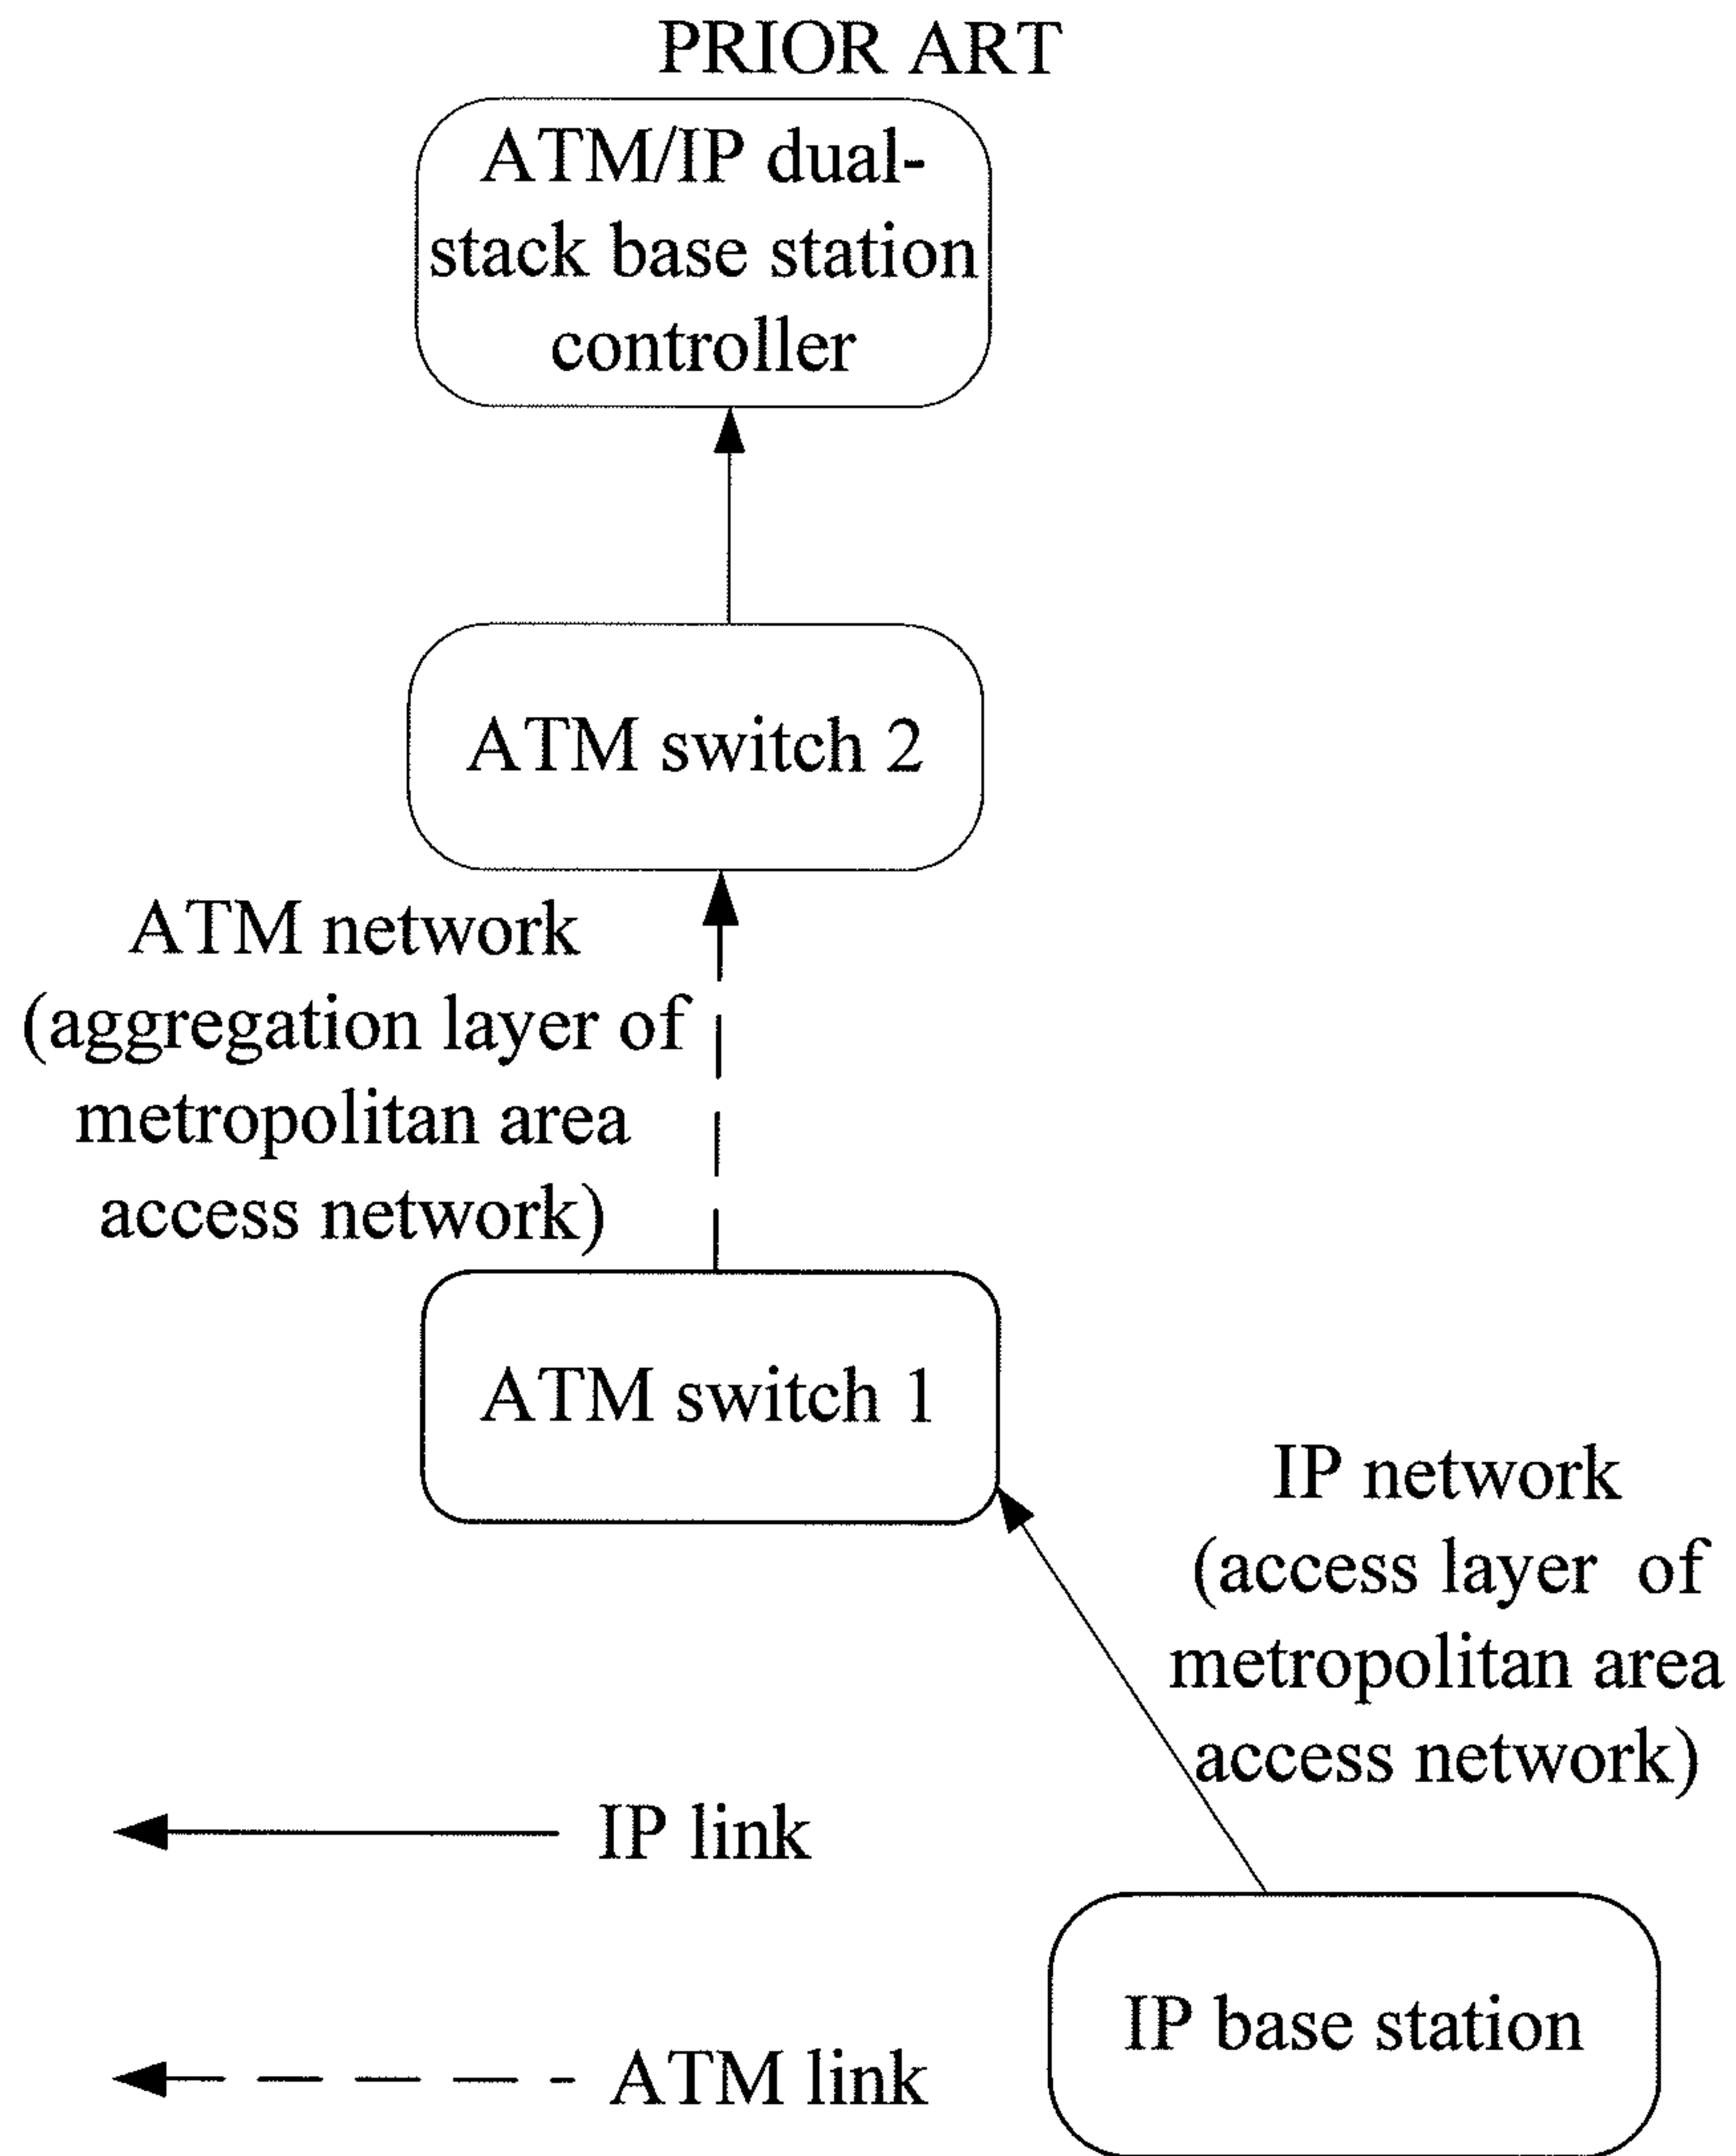 PRIOR ART
ATM/IP dual-
stack base station
controller
ATM switch 2
ATM network
(aggregation layer of
metropolitan area
access network)
ATM switch 1
IP network
(access layer of
metropolitan area
access network)
IP link
IP base station
ATM link